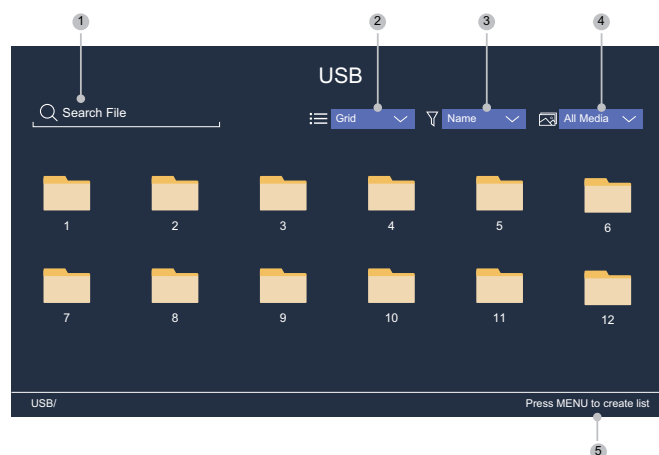 1 2 3 4
USB
Search File Grid Name All Media
1 2 3 4 5 6
7 8 9 10 11 12
USB/ Press MENU to create list
5